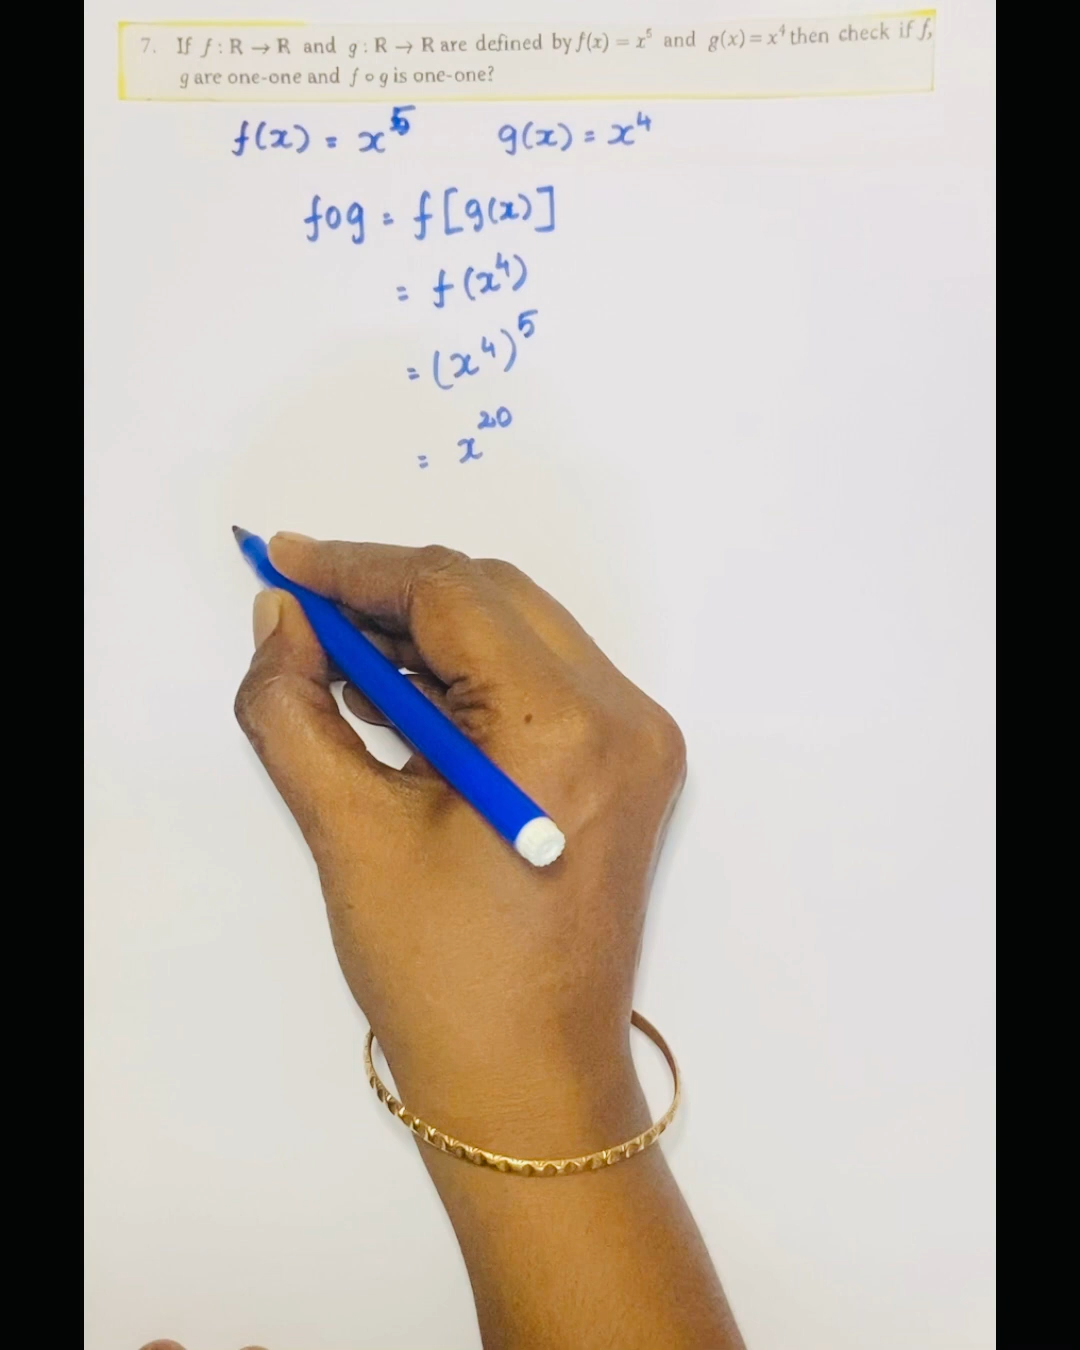 7. If f : R → R and g : R → R are defined by f(x) = x⁵ and g(x) = x⁴ then check if f,
g are one-one and f ∘ g is one-one?
f(x) = x⁵ g(x) = x⁴
fog = f[g(x)]
= f(x⁴)
= (x⁴)⁵
= x²⁰